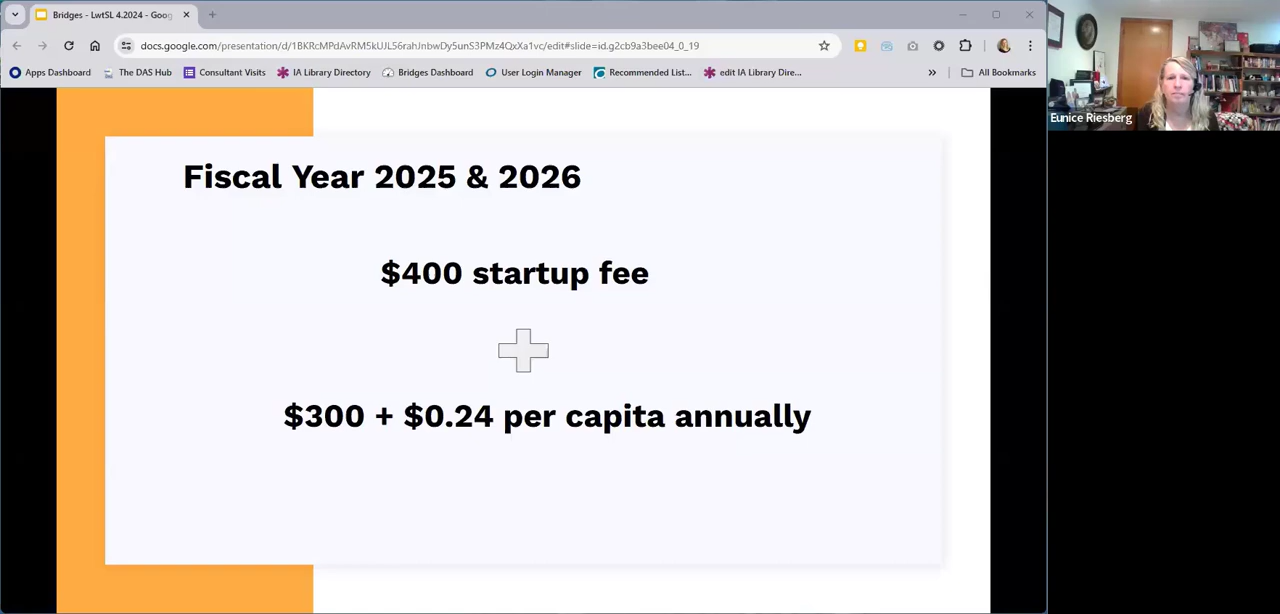 Bridges - LwtSL 4.2024 - Goog
docs.google.com/presentation/d/1BKRcMPdAvRM5kUJL56rahJnbwDy5unS3PMz4QxXa1vc/edit#slide=id.g2cb9a3bee04_0_19
Apps Dashboard The DAS Hub Consultant Visits IA Library Directory Bridges Dashboard User Login Manager Recommended List... edit IA Library Dire... » All Bookmarks
Eunice Riesberg
Fiscal Year 2025 & 2026
$400 startup fee
$300 + $0.24 per capita annually